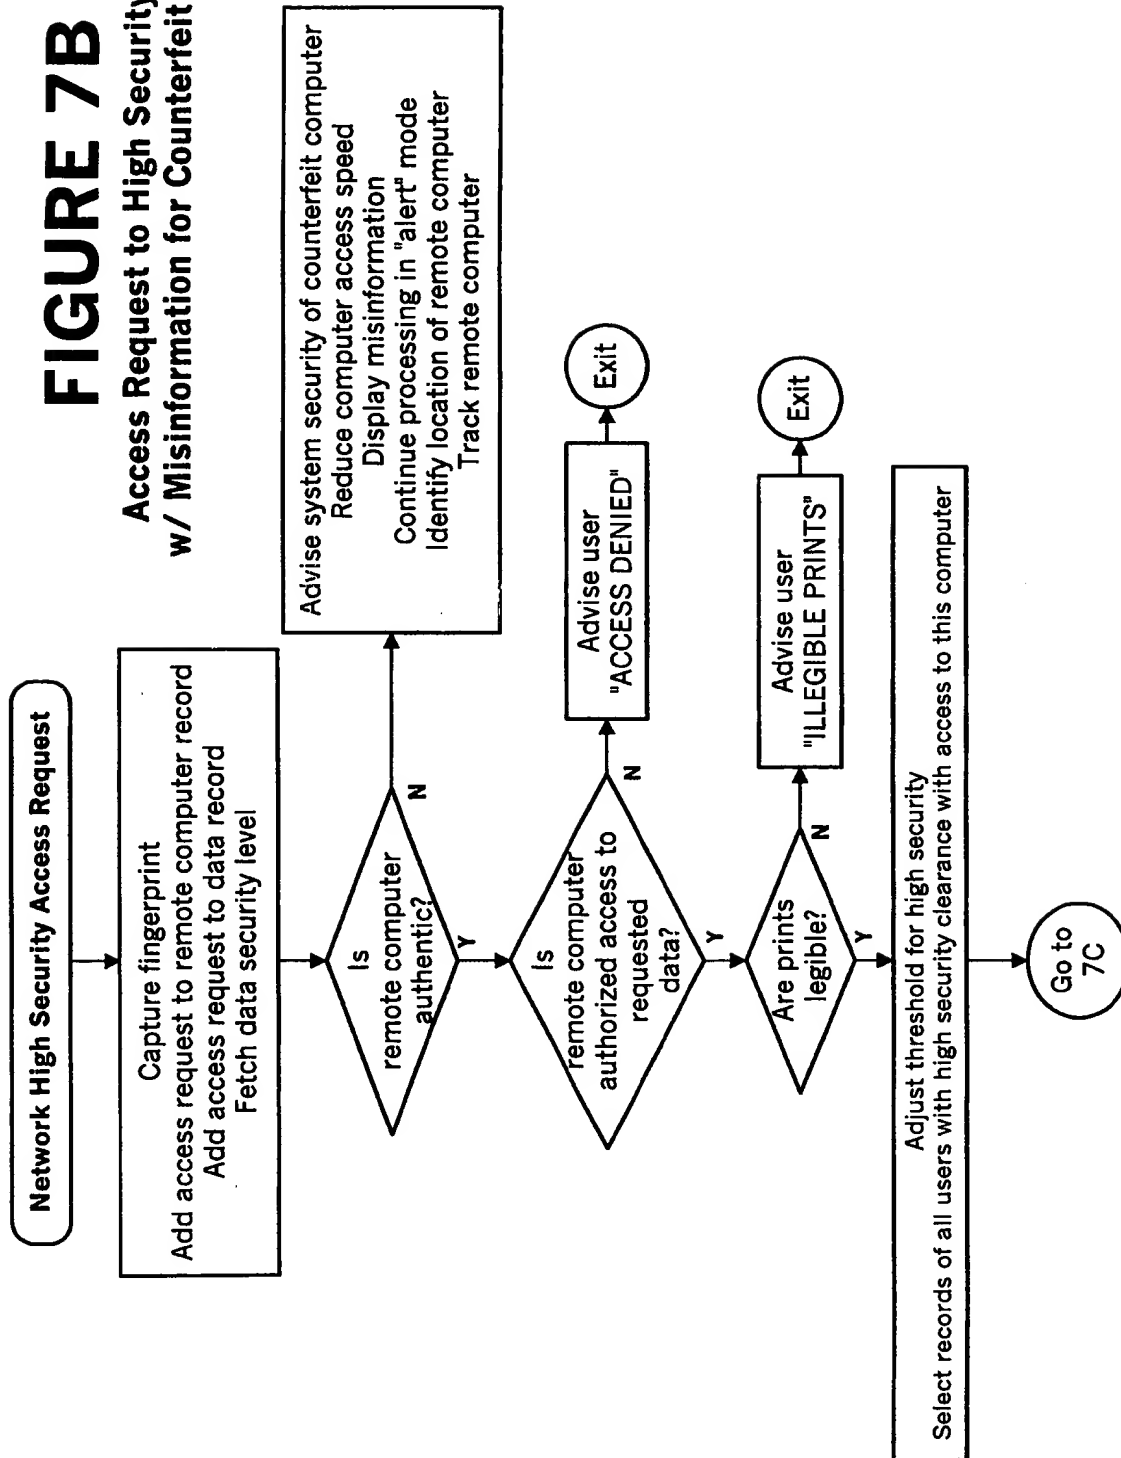 FIGURE 7B
Access Request to High Security
w/ Misinformation for Counterfeit
Network High Security Access Request
Capture fingerprint
Add access request to remote computer record
Add access request to data record
Fetch data security level
Is
remote computer
authentic?
N
Y
Advise system security of counterfeit computer
Reduce computer access speed
Display misinformation
Continue processing in "alert" mode
Identify location of remote computer
Track remote computer
Is
remote computer
authorized access to
requested
data?
N
Y
Advise user
"ACCESS DENIED"
Exit
Are prints
legible?
N
Y
Advise user
"ILLEGIBLE PRINTS"
Exit
Adjust threshold for high security
Select records of all users with high security clearance with access to this computer
Go to
7C